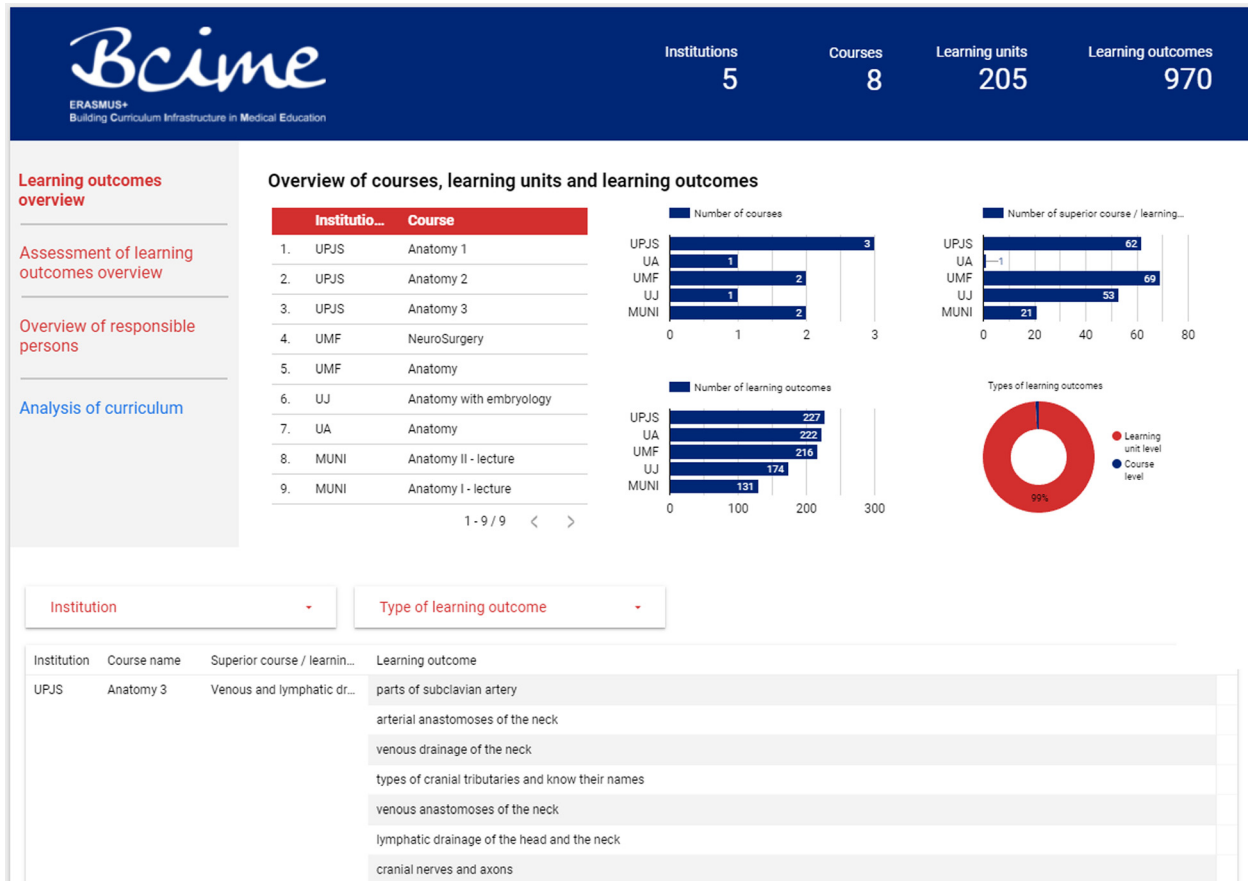 Bcime
ERASMUS+
Building Curriculum Infrastructure in Medical Education
Institutions
5
Courses
8
Learning units
205
Learning outcomes
970
Learning outcomes
overview
Assessment of learning
outcomes overview
Overview of responsible
persons
Analysis of curriculum
Overview of courses, learning units and learning outcomes
Institutio... Course
1. UPJS Anatomy 1
2. UPJS Anatomy 2
3. UPJS Anatomy 3
4. UMF NeuroSurgery
5. UMF Anatomy
6. UJ Anatomy with embryology
7. UA Anatomy
8. MUNI Anatomy II - lecture
9. MUNI Anatomy I - lecture
1 - 9 / 9 < >
Number of courses
UPJS 3
UA 1
UMF 2
UJ 1
MUNI 2
0 1 2 3
Number of superior course / learning...
UPJS 62
UA 1
UMF 69
UJ 53
MUNI 21
0 20 40 60 80
Number of learning outcomes
UPJS 227
UA 222
UMF 216
UJ 174
MUNI 131
0 100 200 300
Types of learning outcomes
Learning
unit level
Course
level
99%
Institution
Type of learning outcome
Institution Course name Superior course / learnin... Learning outcome
UPJS Anatomy 3 Venous and lymphatic dr... parts of subclavian artery
arterial anastomoses of the neck
venous drainage of the neck
types of cranial tributaries and know their names
venous anastomoses of the neck
lymphatic drainage of the head and the neck
cranial nerves and axons